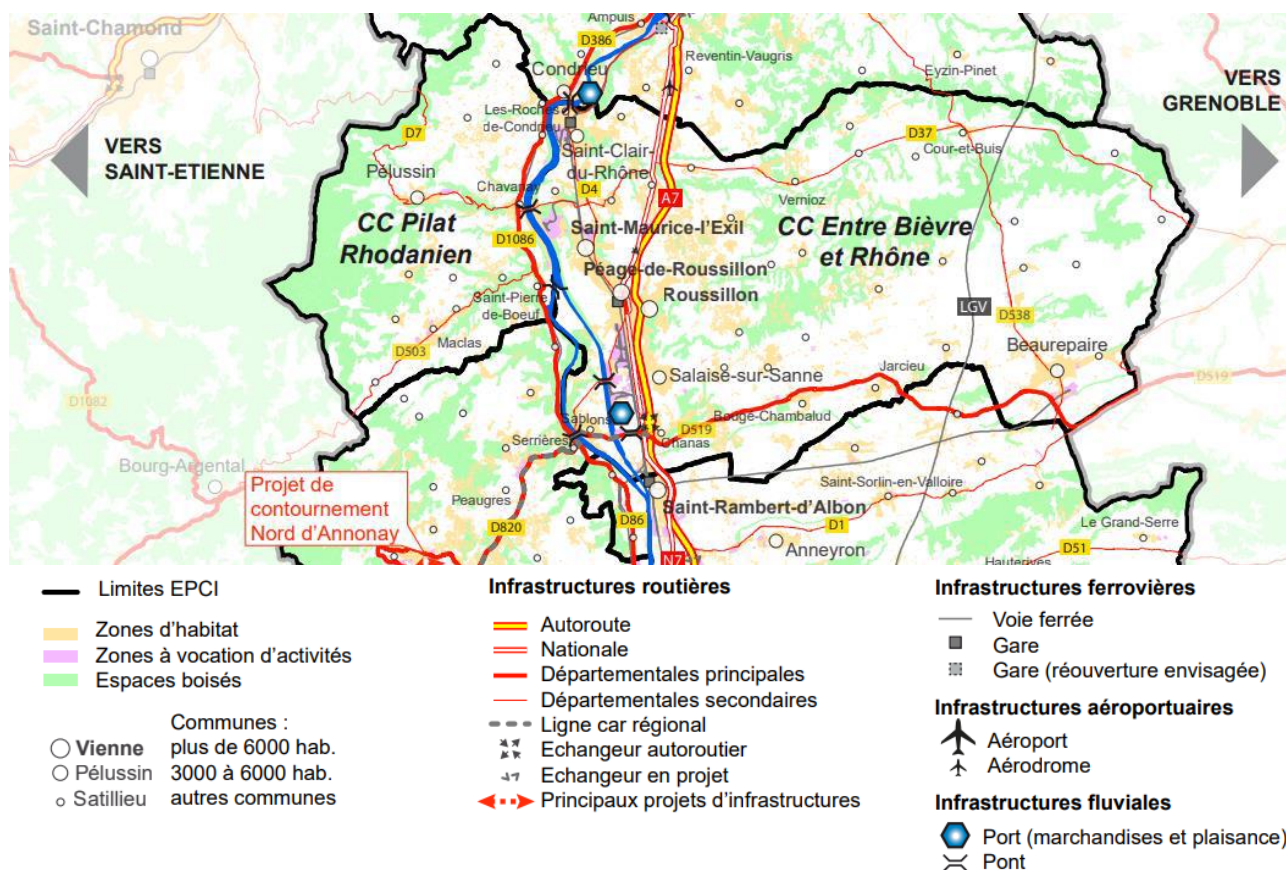 Saint-Chamond
Ampuis
D386
Reventin-Vaugris
Condrieu
Eyzin-Pinet
VERS
GRENOBLE
Les-Roches
de-Condrieu
D7
D37
VERS
SAINT-ETIENNE
Saint-Clair
du-Rhône
Cour-et-Buis
Pélussin
Chavanay
D4
A7
Vernioz
CC Pilat
Rhodanien
D1086
Saint-Maurice-l'Exil
CC Entre Bièvre
et Rhône
Péage-de-Roussillon
Roussillon
Saint-Pierre
de-Boeuf
LGV
D538
Maclas
D503
Beaurepaire
Salaise-sur-Sanne
Jarcieu
D519
D1082
Sablons
Bougé-Chambalud
D519
Serrières
Chanas
Bourg-Argental
Projet de
contournement
Nord d'Annonay
Peaugres
Saint-Sorlin-en-Valloire
Saint-Rambert-d'Albon
D820
D86
D1
Le Grand-Serre
Anneyron
D51
N7
Hauterives
Limites EPCI
Zones d'habitat
Zones à vocation d'activités
Espaces boisés
Communes :
Vienne plus de 6000 hab.
Pélussin 3000 à 6000 hab.
Satillieu autres communes
Infrastructures routières
Autoroute
Nationale
Départementales principales
Départementales secondaires
Ligne car régional
Echangeur autoroutier
Echangeur en projet
Principaux projets d'infrastructures
Infrastructures ferrovières
Voie ferrée
Gare
Gare (réouverture envisagée)
Infrastructures aéroportuaires
Aéroport
Aérodrome
Infrastructures fluviales
Port (marchandises et plaisance)
Pont